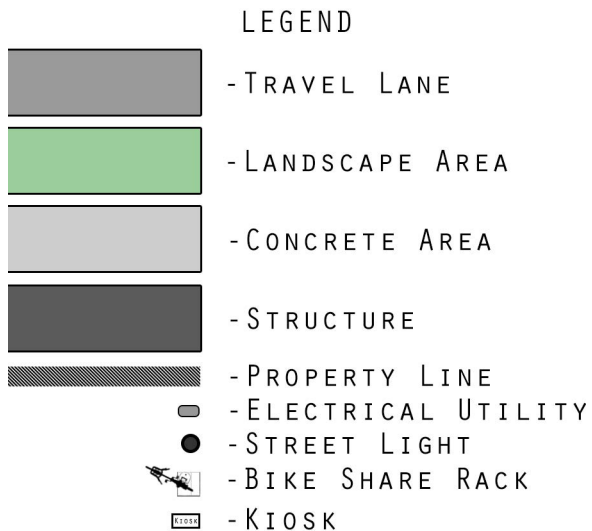 LEGEND
-TRAVEL LANE
-LANDSCAPE AREA
-CONCRETE AREA
-STRUCTURE
-PROPERTY LINE
-ELECTRICAL UTILITY
-STREET LIGHT
-BIKE SHARE RACK
KIOSK -KIOSK